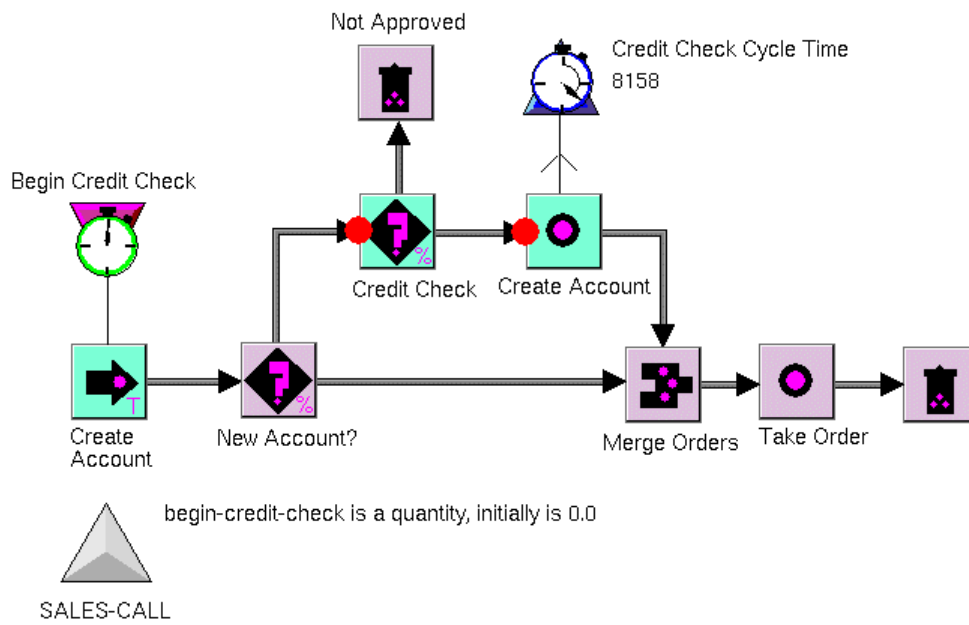 Not Approved
Credit Check Cycle Time
8158
Begin Credit Check
%
Credit Check
Create Account
T
%
Create
Account
New Account?
Merge Orders
Take Order
begin-credit-check is a quantity, initially is 0.0
SALES-CALL